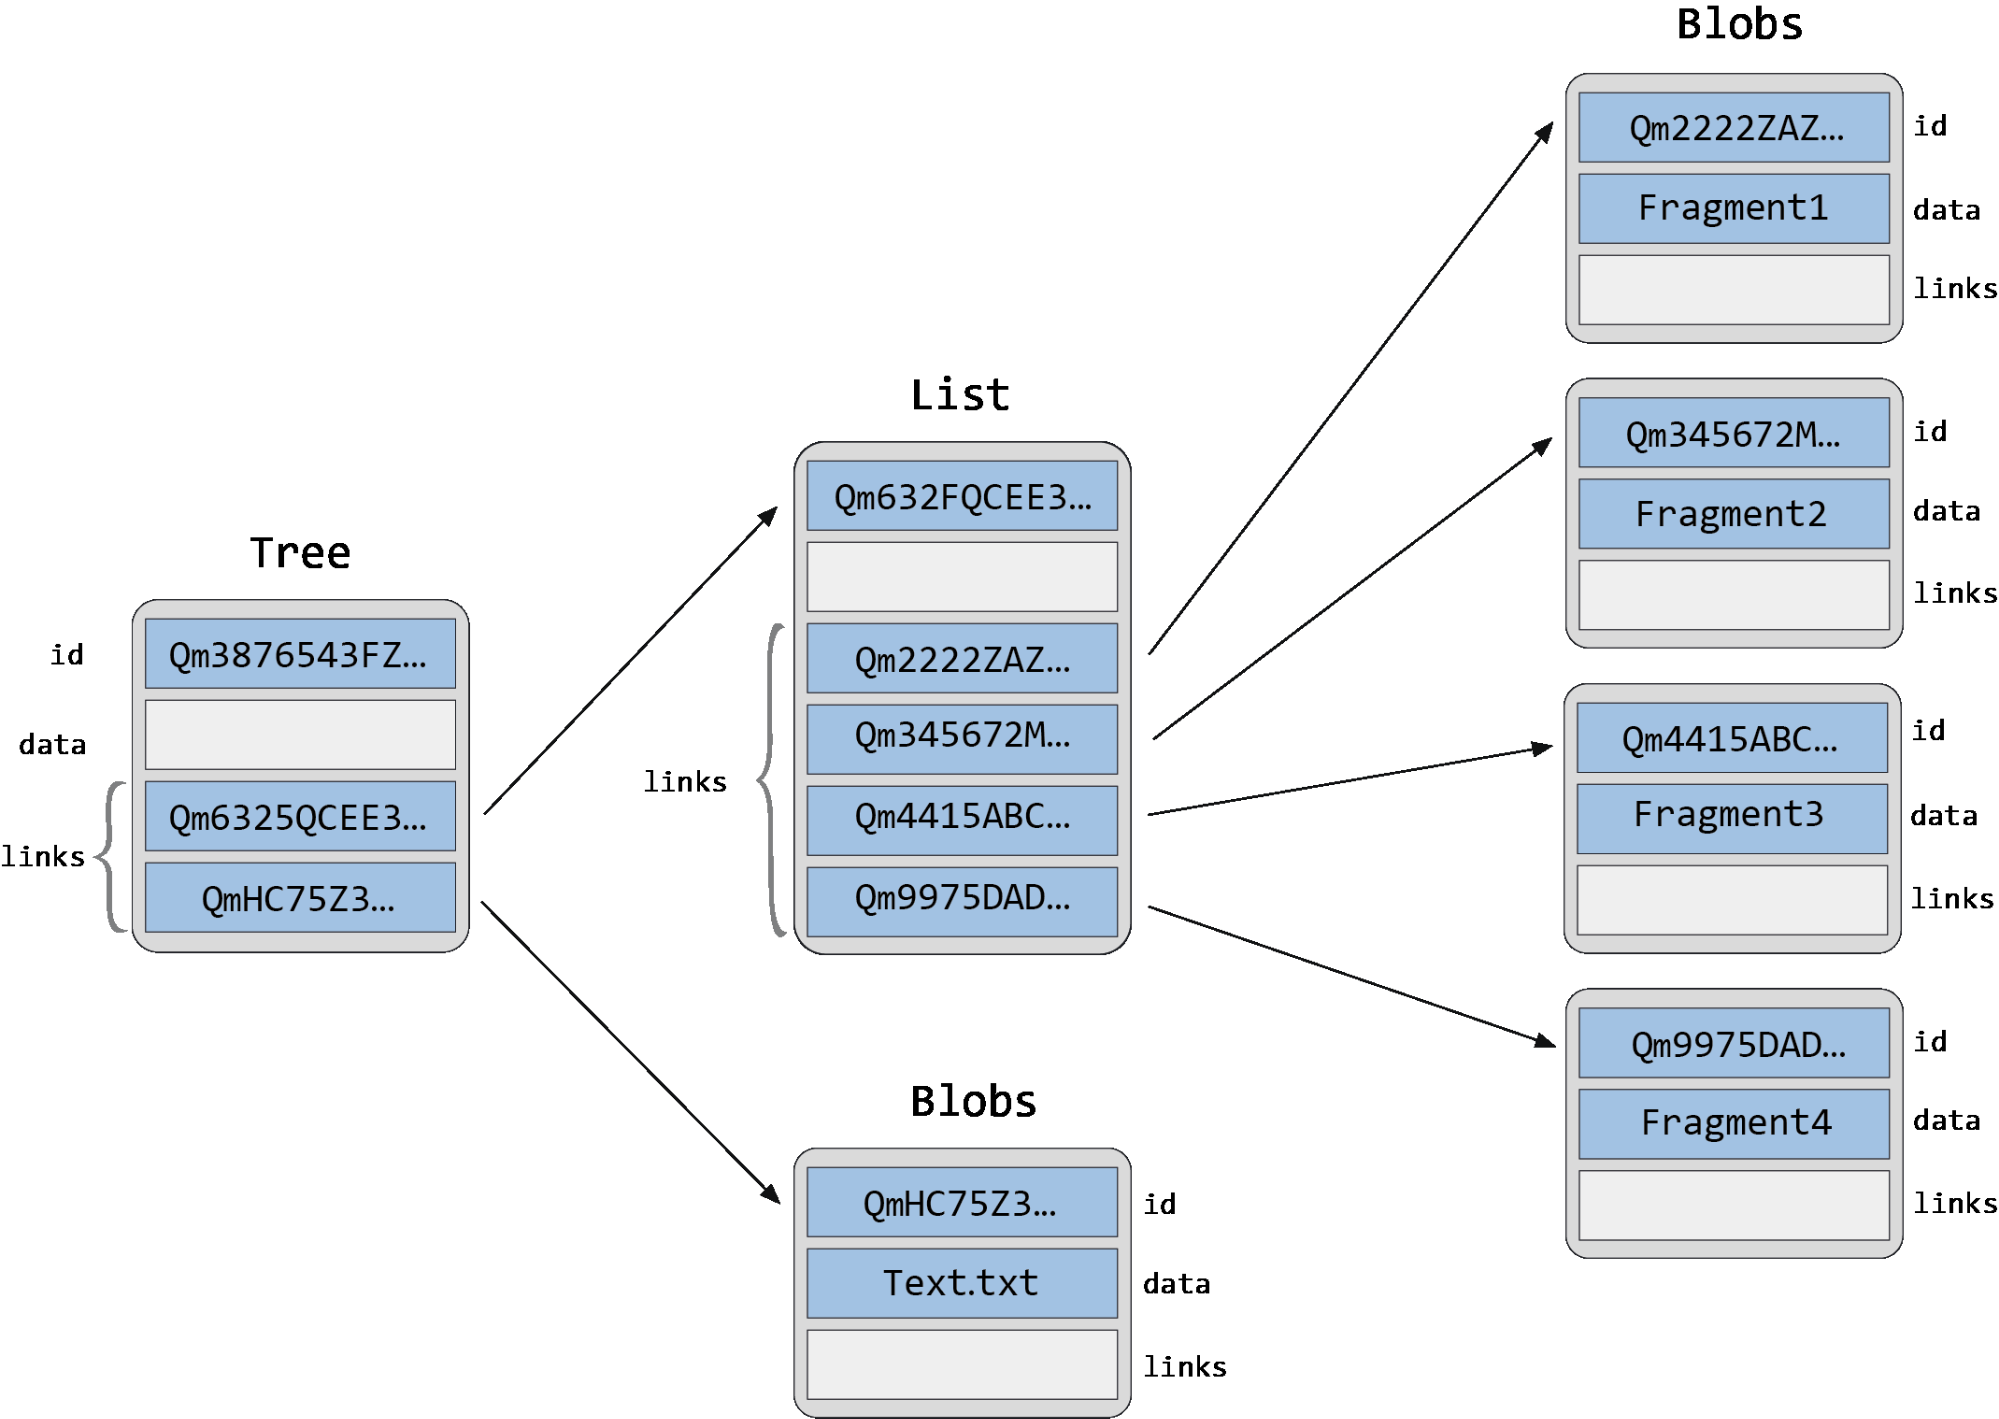 Tree
id
Qm3876543FZ…
data
links
Qm6325QCEE3…
QmHC75Z3…
List
Qm632FQCEE3…
links
Qm2222ZAZ…
Qm345672M…
Qm4415ABC…
Qm9975DAD…
Blobs
QmHC75Z3…
id
Text.txt
data
links
Blobs
Qm2222ZAZ…
id
Fragment1
data
links
Qm345672M…
id
Fragment2
data
links
Qm4415ABC…
id
Fragment3
data
links
Qm9975DAD…
id
Fragment4
data
links